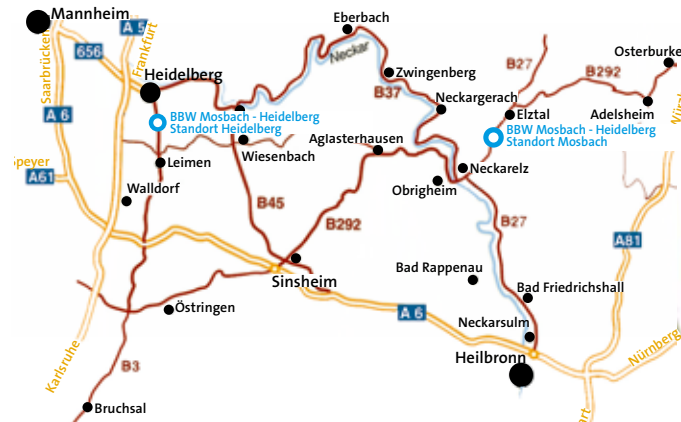 Mannheim
A 5
Frankfurt
656
Saarbrücken
Heidelberg
A 6
BBW Mosbach - Heidelberg
Standort Heidelberg
Speyer
A61
Leimen
Walldorf
Wiesenbach
Eberbach
Neckar
Zwingenberg
B37
Neckargerach
B27
Osterburke
B292
Elztal
Adelsheim
BBW Mosbach - Heidelberg
Standort Mosbach
Aglasterhausen
Neckarelz
Obrigheim
B45
B292
B27
A81
Bad Rappenau
Sinsheim
Bad Friedrichshall
Östringen
A 6
Neckarsulm
Heilbronn
Nürnberg
Karlsruhe
B3
Bruchsal